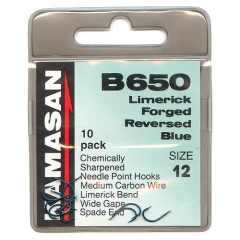 KAMASAN
B650
Limerick
Forged
Reversed
Blue
10
pack
SIZE
12
Chemically
Sharpened
Needle Point Hooks
Medium Carbon Wire
Limerick Bend
Wide Gape
Spade End